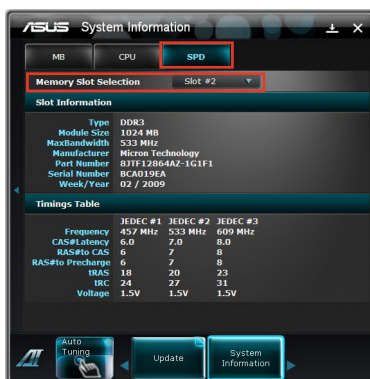 ASUS System Information
MB CPU SPD
Memory Slot Selection Slot #2
Slot Information
Type DDR3
Module Size 1024 MB
MaxBandwidth 533 MHz
Manufacturer Micron Technology
Part Number 8JTF12864AZ-1G1F1
Serial Number BCA019EA
Week/Year 02 / 2009
Timings Table
JEDEC #1 JEDEC #2 JEDEC #3
Frequency 457 MHz 533 MHz 609 MHz
CAS#Latency 6.0 7.0 8.0
RAS#to CAS 6 7 8
RAS#to Precharge 6 7 8
tRAS 18 20 23
tRC 24 27 31
Voltage 1.5V 1.5V 1.5V
Auto
Tuning
Update
System
Information